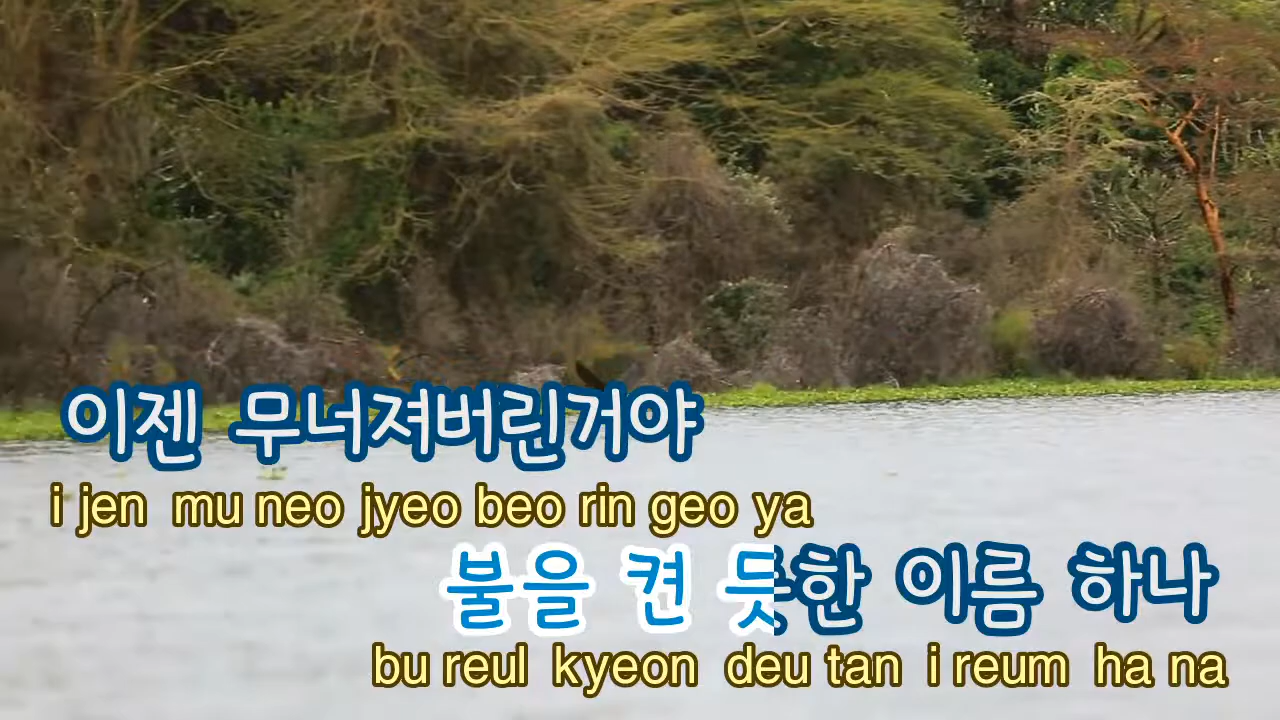 이젠 무너져버린거야
i jen mu neo jyeo beo rin geo ya
불을 켠 듯한 이름 하나
bu reul kyeon deu tan i reum ha na